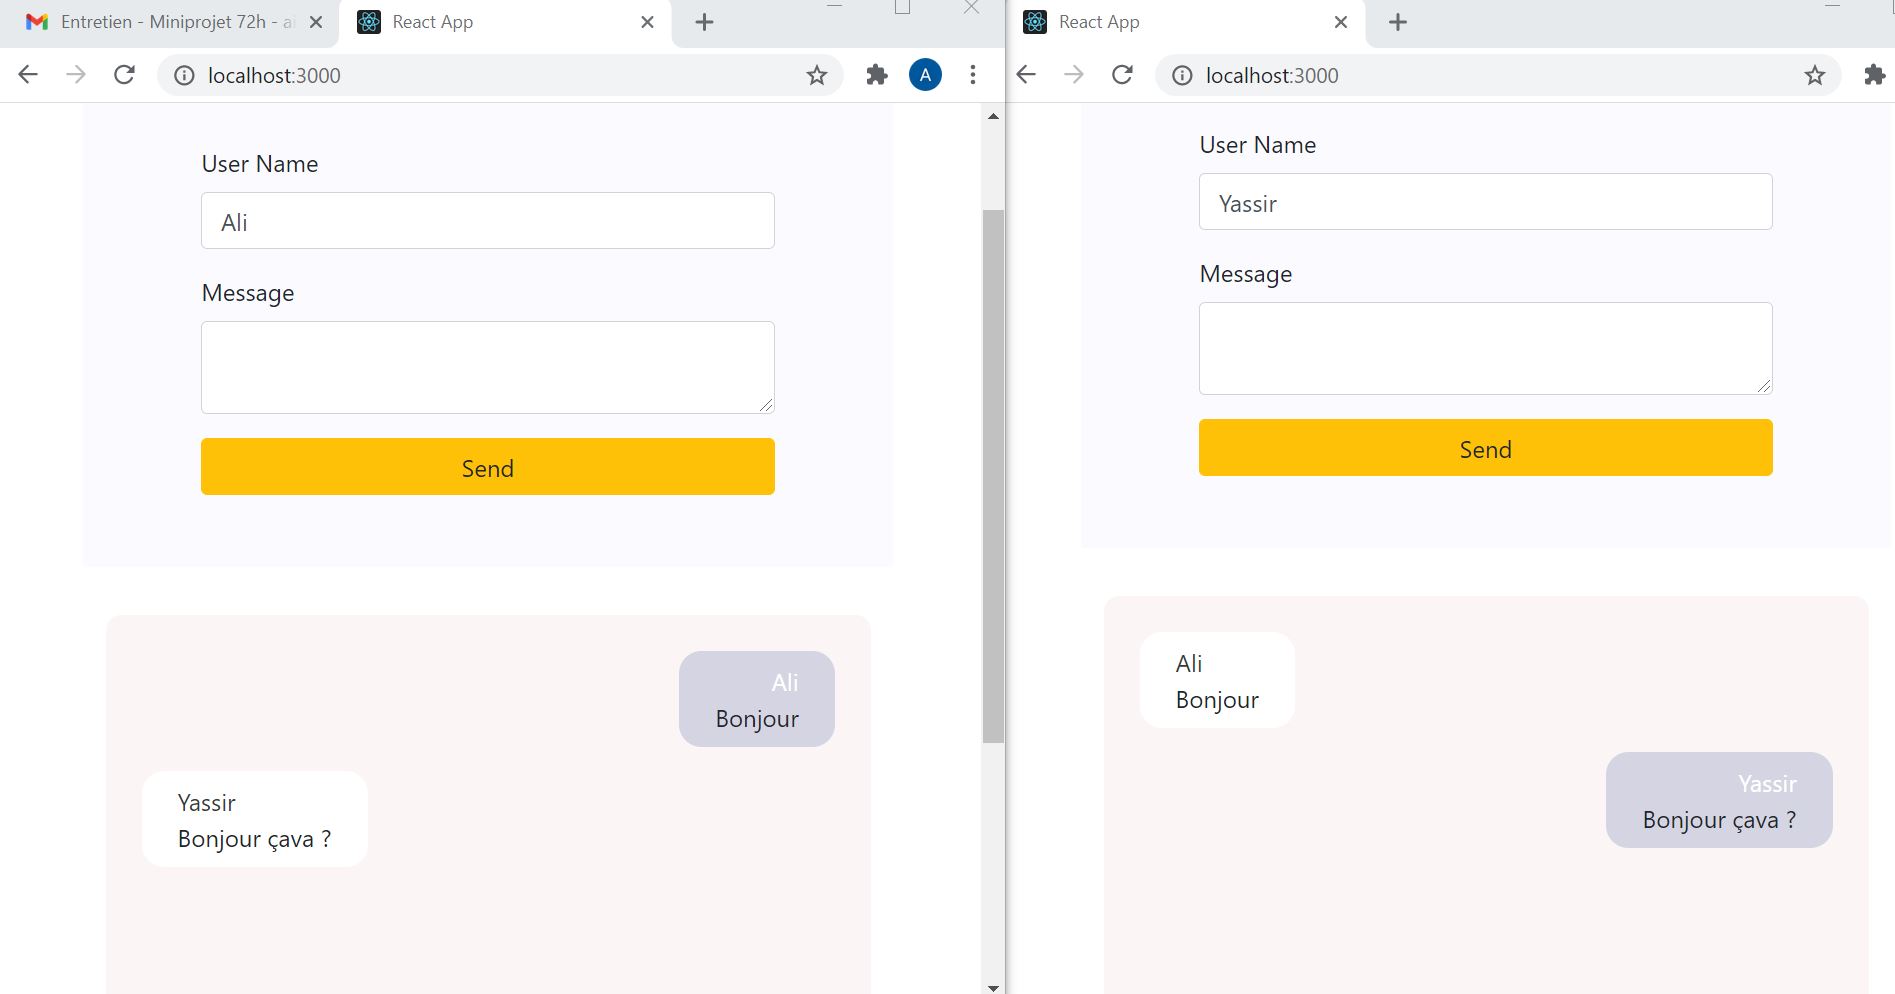 Entretien - Miniprojet 72h - ai
React App
localhost:3000
A
User Name
Ali
Message
Send
Ali
Bonjour
Yassir
Bonjour çava ?
React App
localhost:3000
User Name
Yassir
Message
Send
Ali
Bonjour
Yassir
Bonjour çava ?